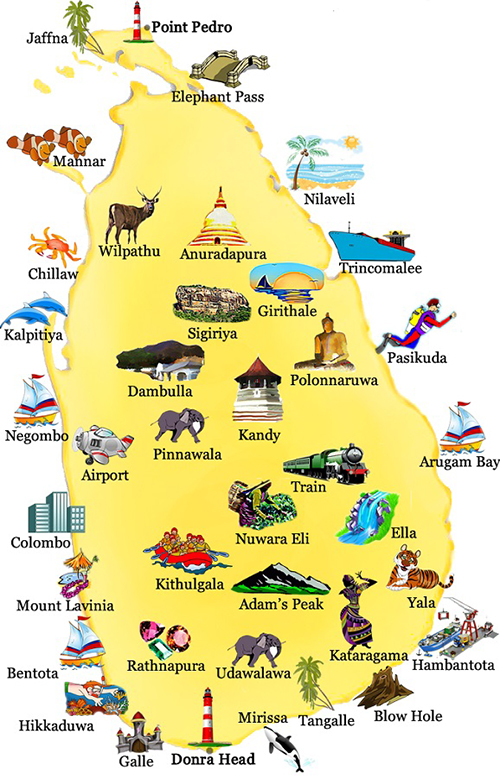 Point Pedro
Jaffna
Elephant Pass
Mannar
Nilaveli
Wilpathu
Anuradapura
Trincomalee
Chillaw
Girithale
Kalpitiya
Sigiriya
Pasikuda
Polonnaruwa
Dambulla
Negombo
Kandy
Pinnawala
Arugam Bay
Airport
Train
Colombo
Nuwara Eli
Ella
Kithulgala
Mount Lavinia
Adam's Peak
Yala
Kataragama
Hambantota
Rathnapura
Udawalawa
Bentota
Hikkaduwa
Mirissa
Tangalle
Blow Hole
Galle
Donra Head